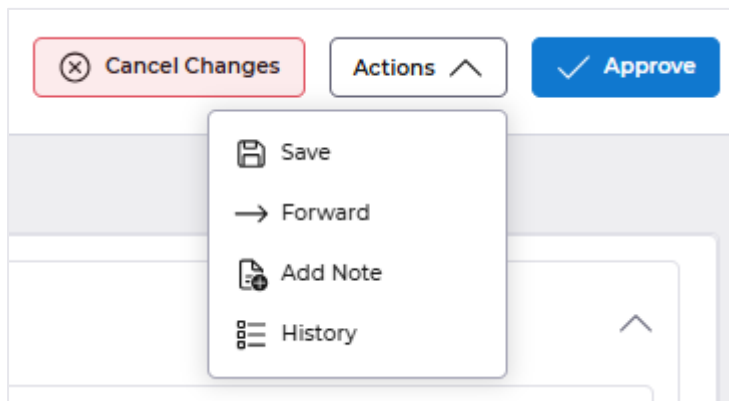 Cancel Changes
Actions
Approve
Save
Forward
Add Note
History